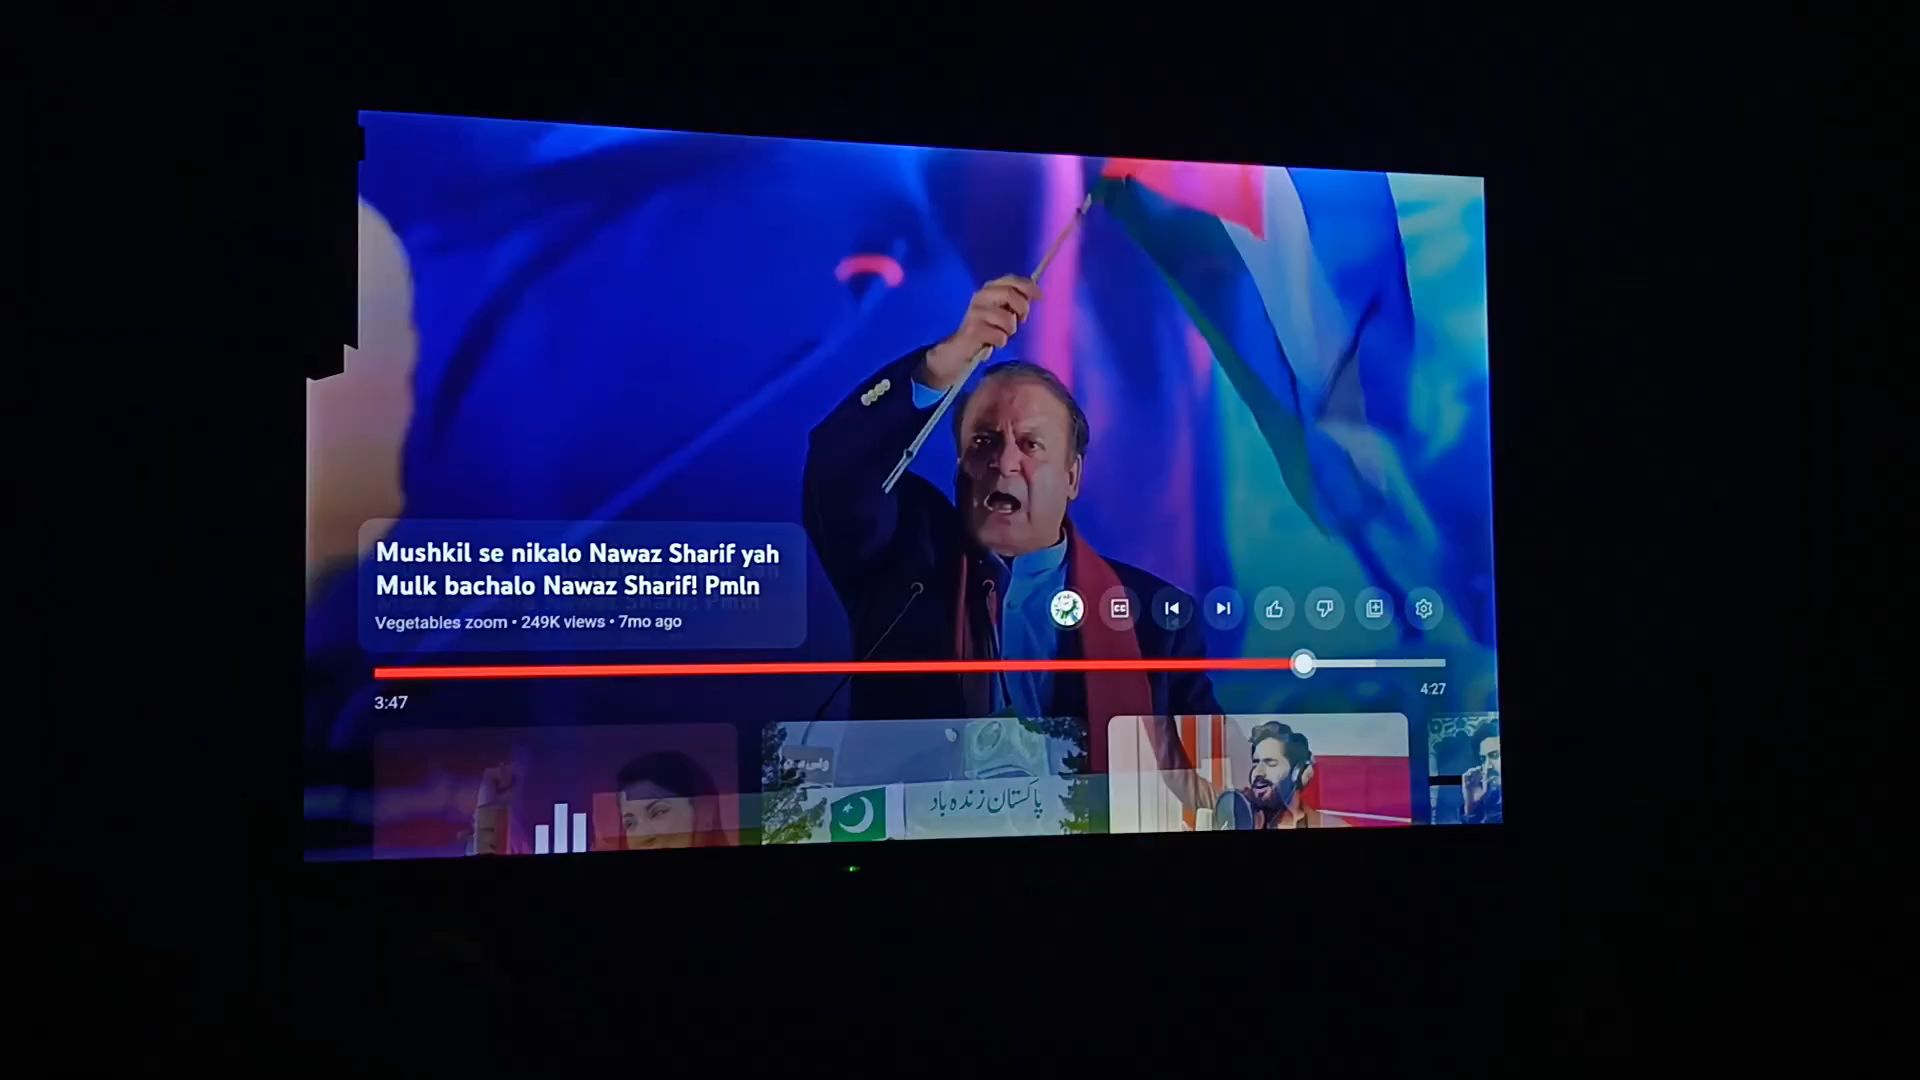 Mushkil se nikalo Nawaz Sharif yah
Mulk bachalo Nawaz Sharif! Pmln
Vegetables zoom • 249K views • 7mo ago
CC
3:47
4:27
پاکستان زندہ باد